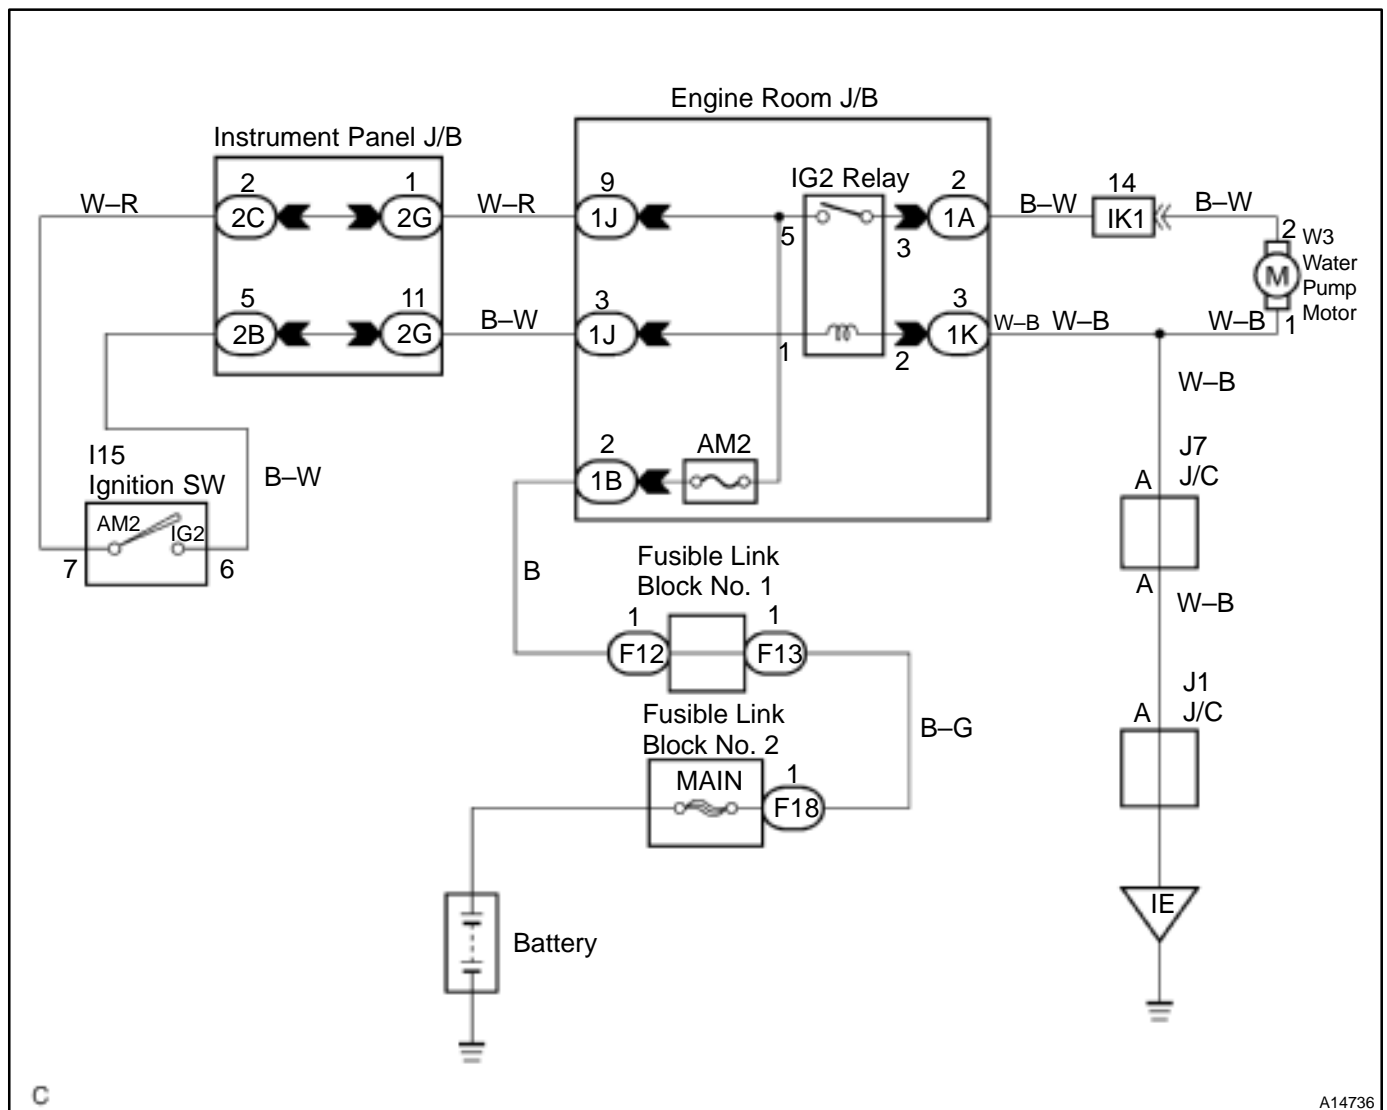 Engine Room J/B
Instrument Panel J/B
W–R
2
2C
1
2G
W–R
9
1J
IG2 Relay
5
3
2
1A
B–W
14
IK1
B–W
2
W3
Water
Pump
Motor
M
1
5
2B
11
2G
B–W
3
1J
1
2
3
1K
W–B
W–B
W–B
W–B
I15
Ignition SW
AM2
IG2
7
6
B–W
2
1B
AM2
J7
J/C
A
A
B
Fusible Link
Block No. 1
1
F12
1
F13
W–B
B–G
Fusible Link
Block No. 2
MAIN
1
F18
J1
J/C
A
IE
Battery
C
A14736